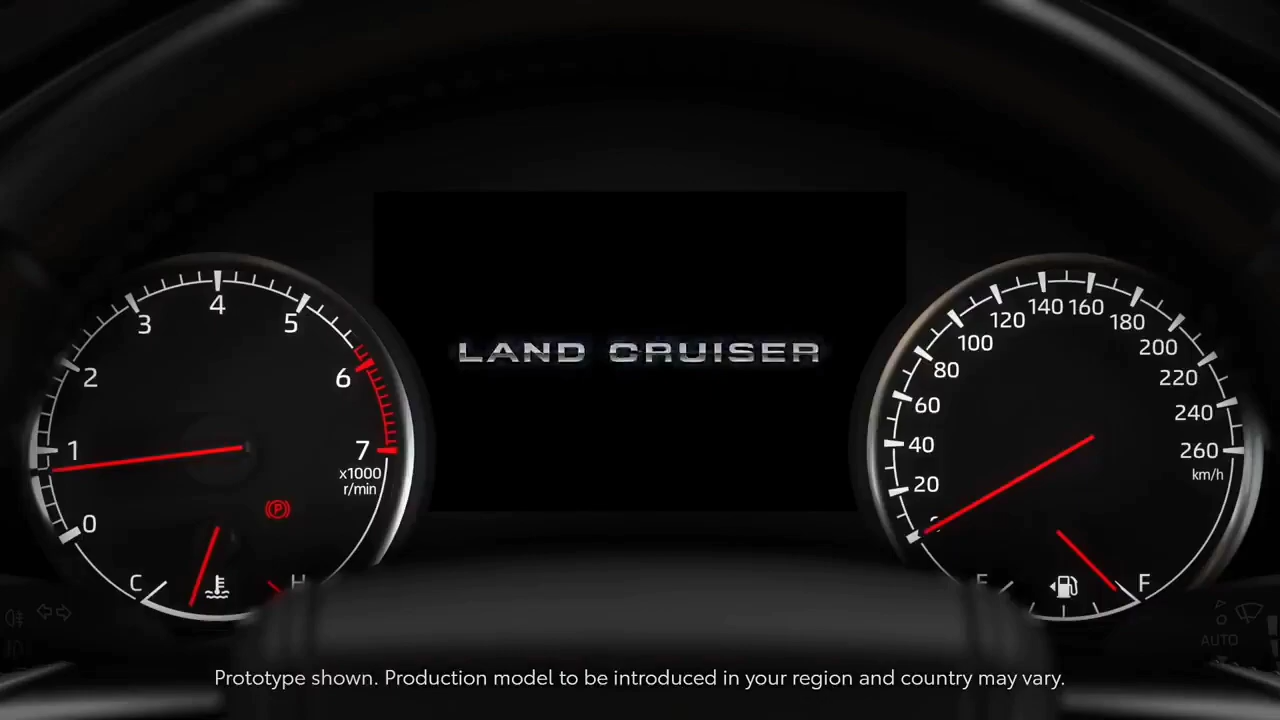 LAND CRUISER
4
3
5
2
6
1
7
x1000
r/min
0
C
H
P
140
160
120
180
100
200
80
220
60
240
40
260
km/h
20
0
E
F
AUTO
Prototype shown. Production model to be introduced in your region and country may vary.